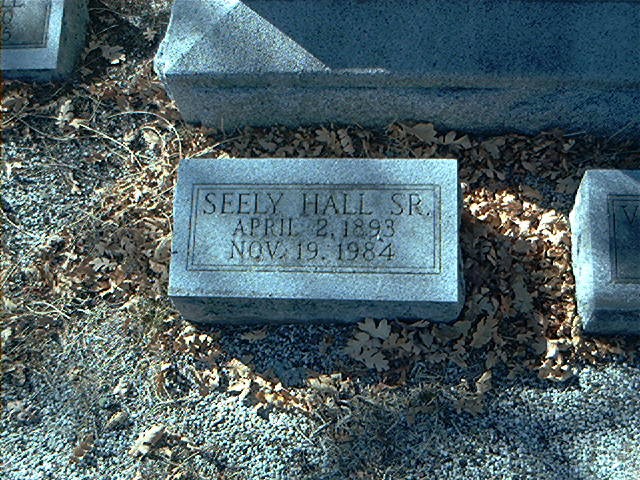 SEELY HALL SR.
APRIL 2, 1893
NOV. 19, 1984